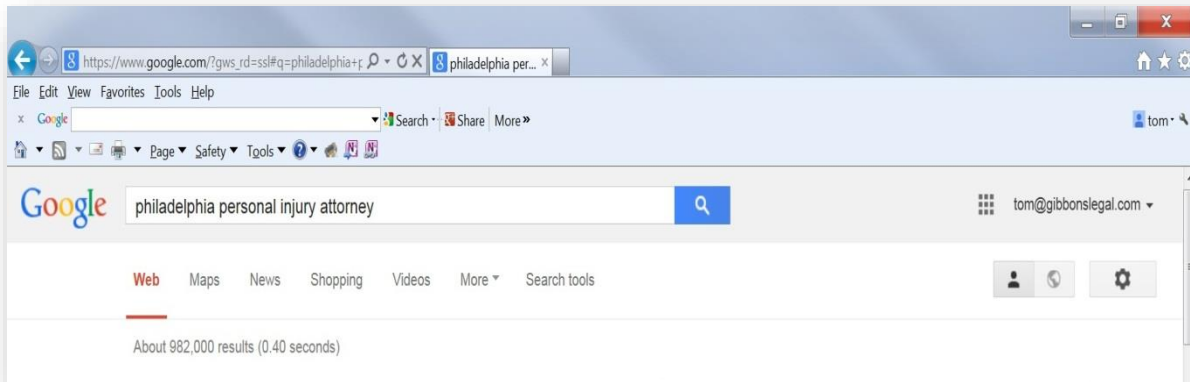 X
8 https://www.google.com/?gws_rd=ssl#q=philadelphia+r 8 philadelphia per... ×
File Edit View Favorites Tools Help
x Google Search Share More »
tom
Page Safety Tools
Google philadelphia personal injury attorney
tom@gibbonslegal.com
Web Maps News Shopping Videos More Search tools
About 982,000 results (0.40 seconds)